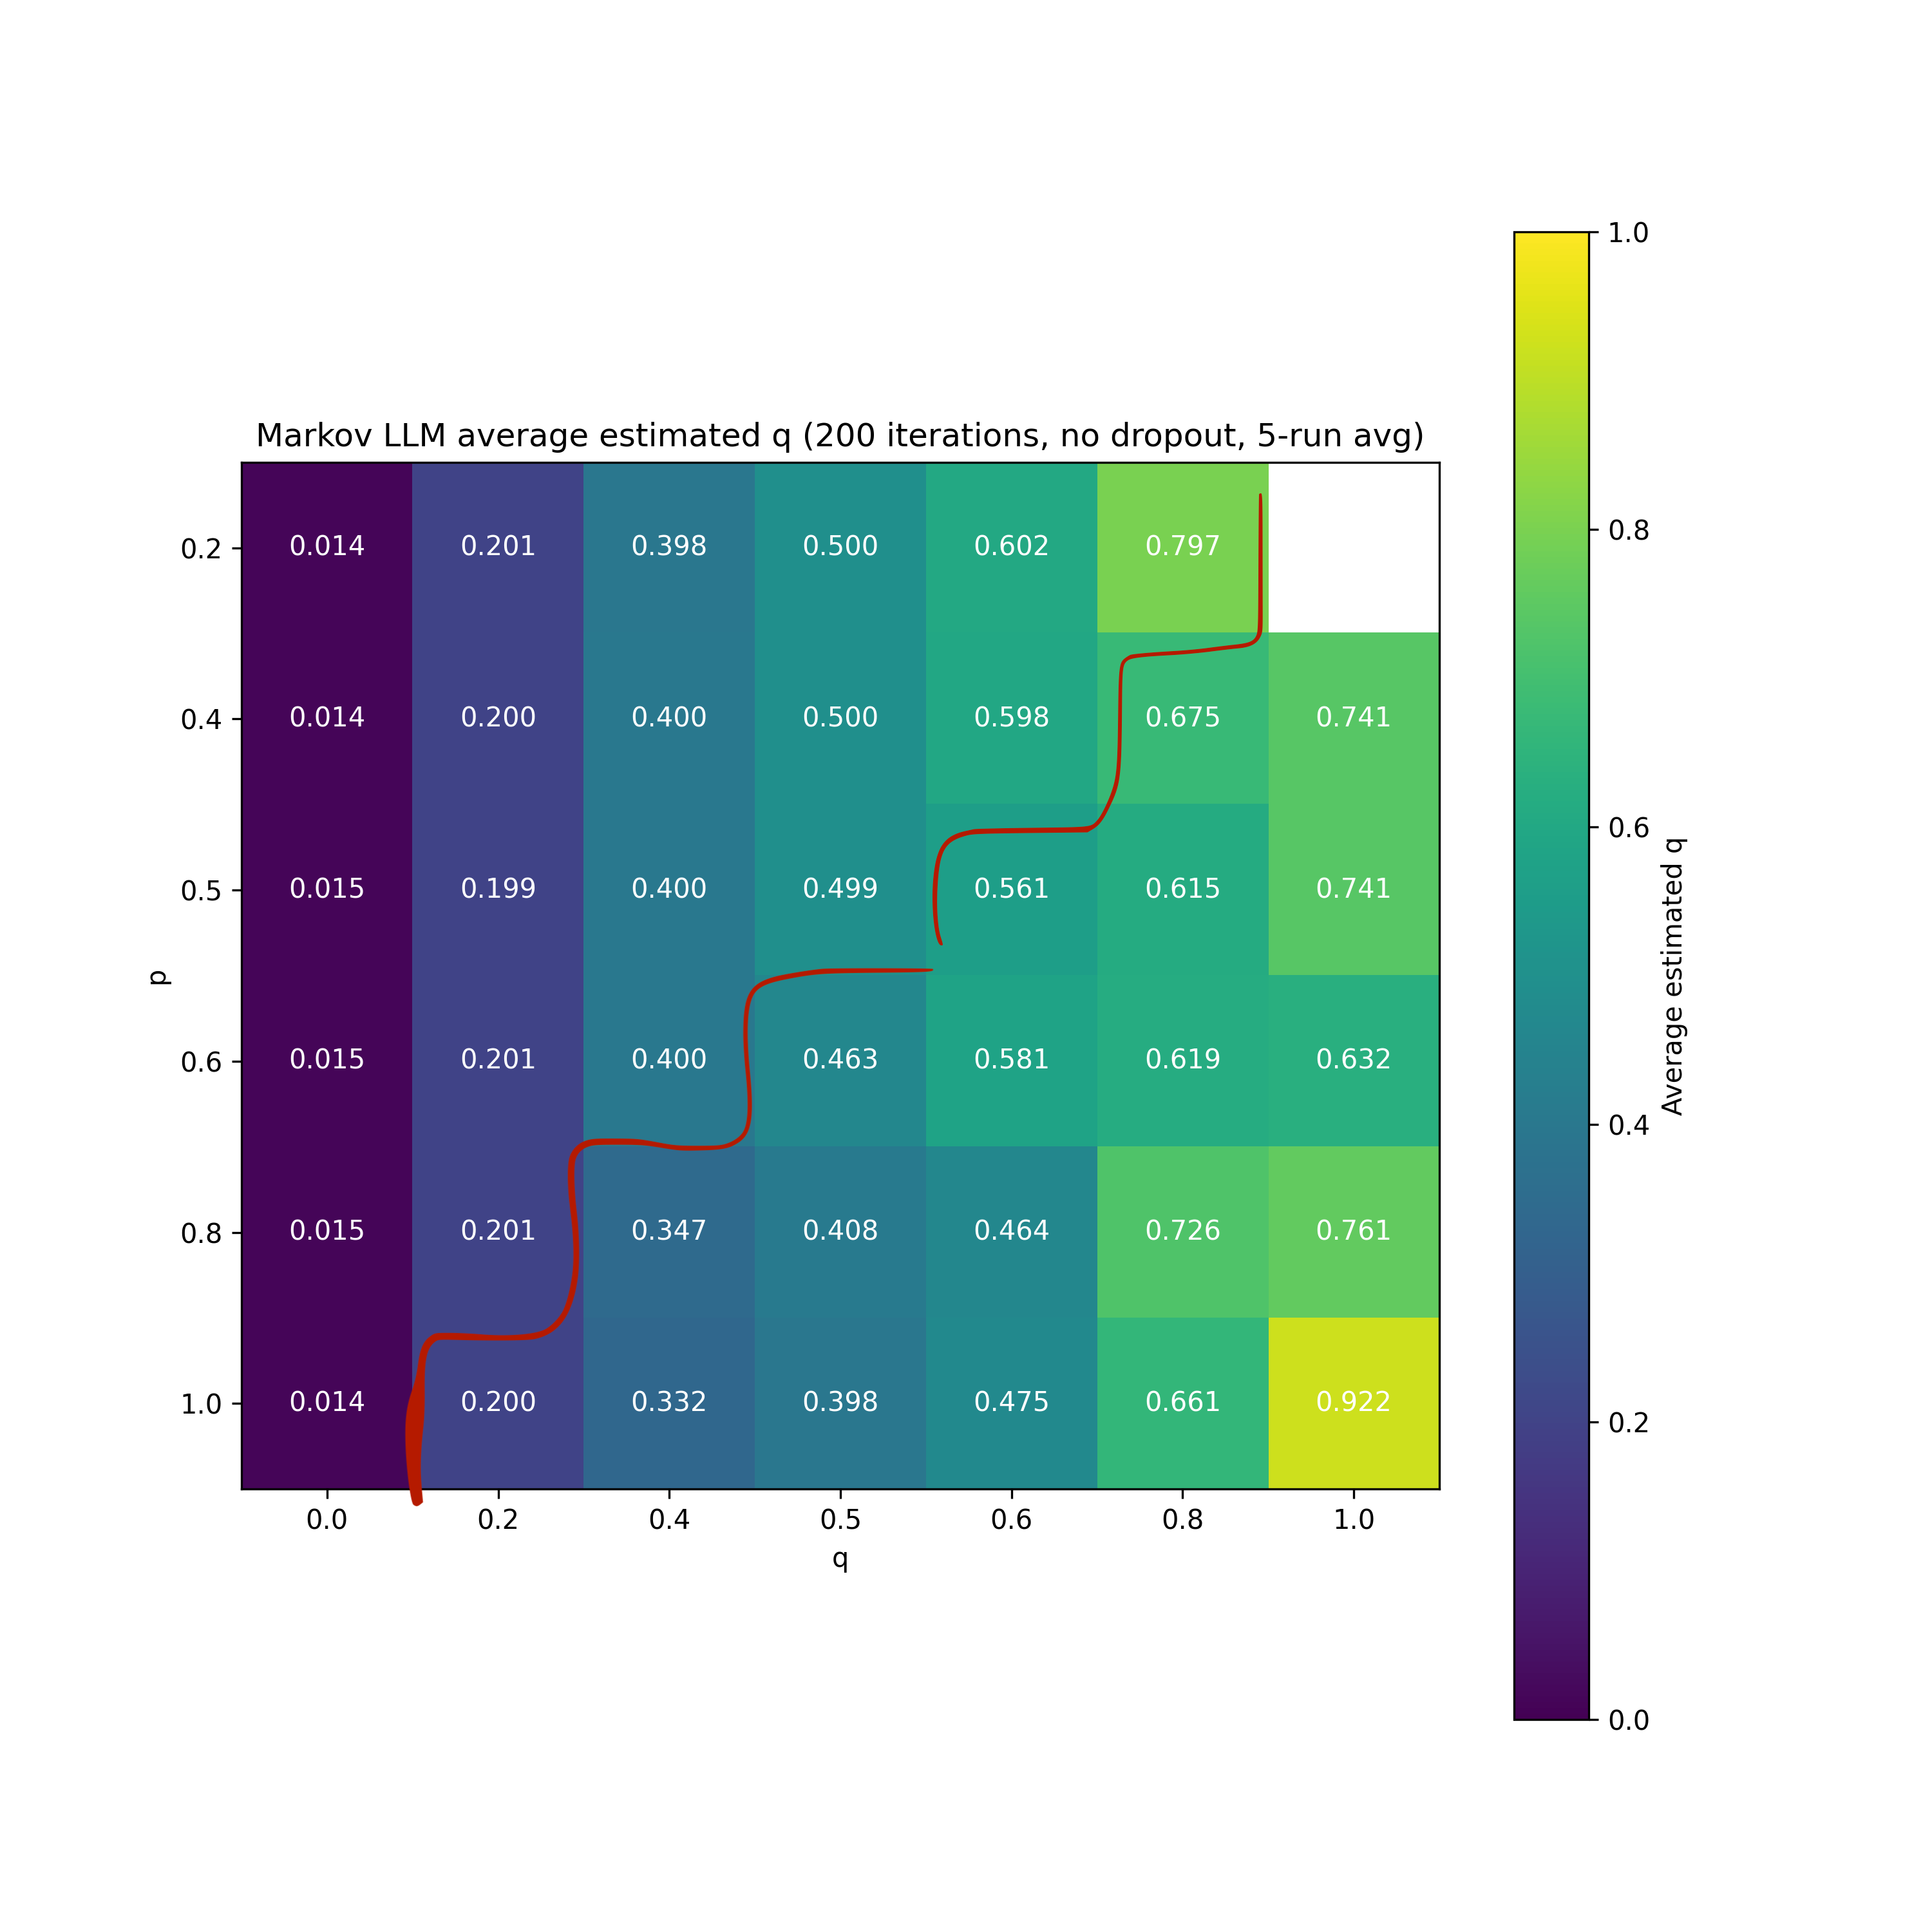 Markov LLM average estimated q (200 iterations, no dropout, 5-run avg)
1.0
0.8
0.6
0.4
0.2
0.0
Average estimated q
p
0.2 0.014 0.201 0.398 0.500 0.602 0.797
0.4 0.014 0.200 0.400 0.500 0.598 0.675 0.741
0.5 0.015 0.199 0.400 0.499 0.561 0.615 0.741
0.6 0.015 0.201 0.400 0.463 0.581 0.619 0.632
0.8 0.015 0.201 0.347 0.408 0.464 0.726 0.761
1.0 0.014 0.200 0.332 0.398 0.475 0.661 0.922
0.0 0.2 0.4 0.5 0.6 0.8 1.0
q